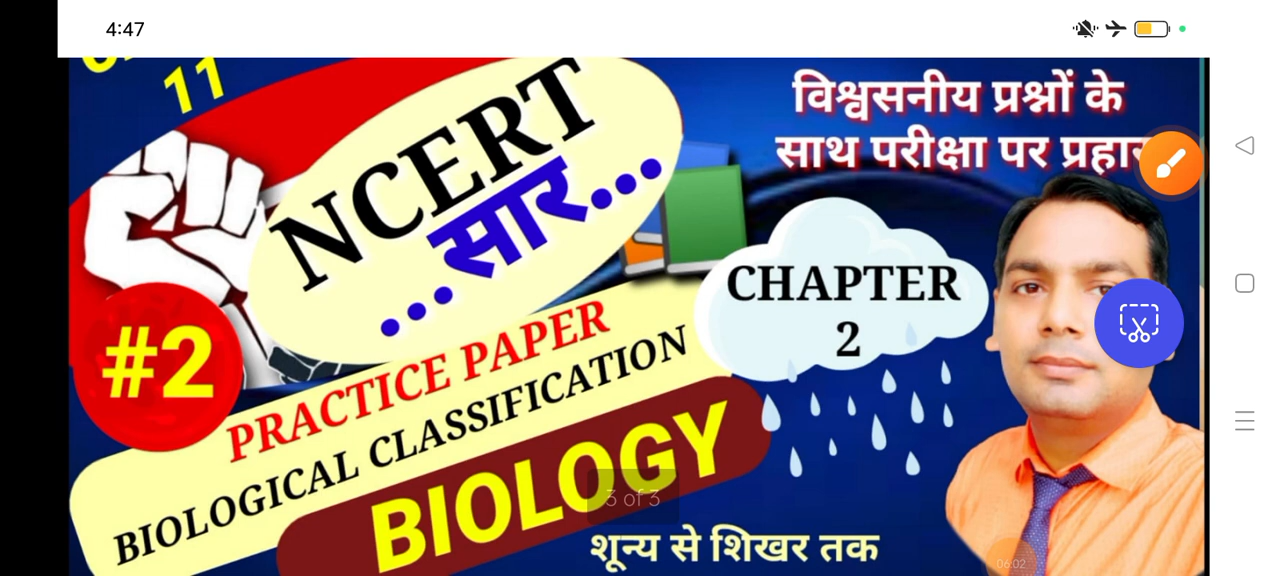 4:47
11
NCERT
...सार...
विश्वसनीय प्रश्नों के
साथ परीक्षा पर प्रहार
CHAPTER
2
#2
PRACTICE PAPER
BIOLOGICAL CLASSIFICATION
BIOLOGY
3 of 3
शून्य से शिखर तक
06:02